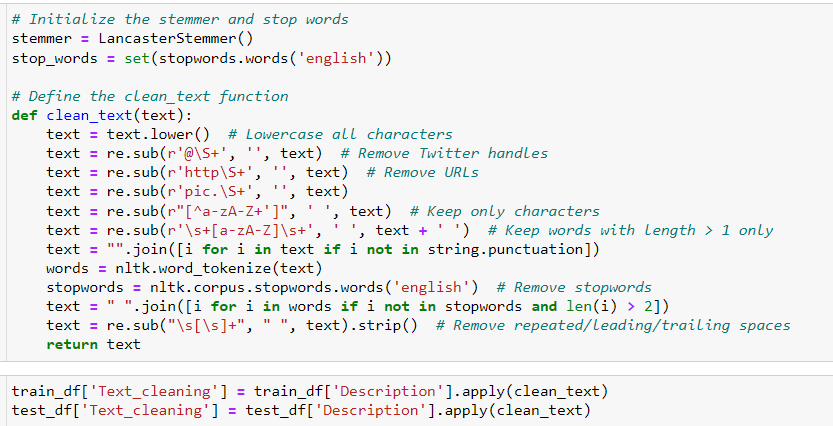 # Initialize the stemmer and stop words
stemmer = LancasterStemmer()
stop_words = set(stopwords.words('english'))

# Define the clean_text function
def clean_text(text):
    text = text.lower()  # Lowercase all characters
    text = re.sub(r'@\S+', '', text)  # Remove Twitter handles
    text = re.sub(r'http\S+', '', text)  # Remove URLs
    text = re.sub(r'pic.\S+', '', text)
    text = re.sub(r"[^a-zA-Z+']", ' ', text)  # Keep only characters
    text = re.sub(r'\s+[a-zA-Z]\s+', ' ', text + ' ')  # Keep words with length > 1 only
    text = "".join([i for i in text if i not in string.punctuation])
    words = nltk.word_tokenize(text)
    stopwords = nltk.corpus.stopwords.words('english')  # Remove stopwords
    text = " ".join([i for i in words if i not in stopwords and len(i) > 2])
    text = re.sub("\s[\s]+", " ", text).strip()  # Remove repeated/leading/trailing spaces
    return text

train_df['Text_cleaning'] = train_df['Description'].apply(clean_text)
test_df['Text_cleaning'] = test_df['Description'].apply(clean_text)